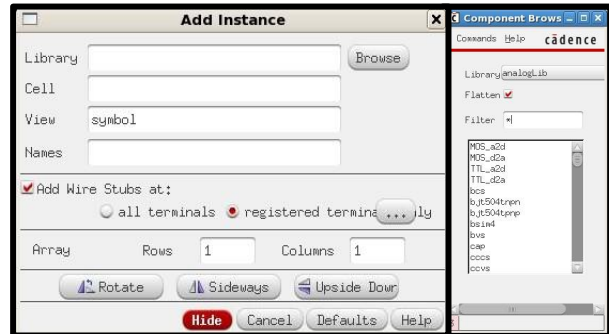 Add Instance
Library
Browse
Cell
View symbol
Names
Add Wire Stubs at:
all terminals registered termina ... ly
Array Rows 1 Columns 1
Rotate Sideways Upside Down
Hide Cancel Defaults Help
Component Brows
Commands Help cādence
Library analogLib
Flatten
Filter *
MOS_a2d
MOS_d2a
TTL_a2d
TTL_d2a
bcs
bjt504tnpn
bjt504tpnp
bsim4
bvs
cap
cccs
ccvs